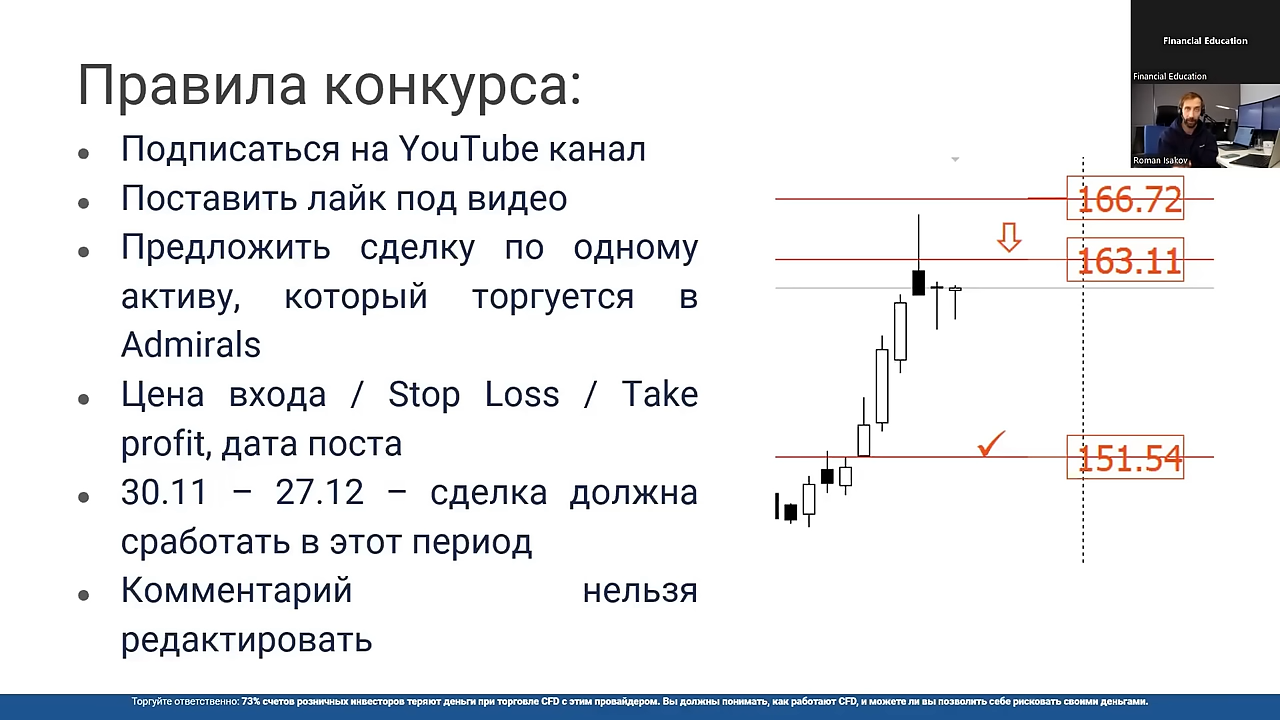 Financial Education
Financial Education
Roman Isakov
Правила конкурса:
Подписаться на YouTube канал
Поставить лайк под видео
Предложить сделку по одному
активу, который торгуется в
Admirals
Цена входа / Stop Loss / Take
profit, дата поста
30.11 – 27.12 – сделка должна
сработать в этот период
Комментарий нельзя
редактировать
166.72
163.11
151.54
Торгуйте ответственно: 73% счетов розничных инвесторов теряют деньги при торговле CFD с этим провайдером. Вы должны понимать, как работают CFD, и можете ли вы позволить себе рисковать своими деньгами.